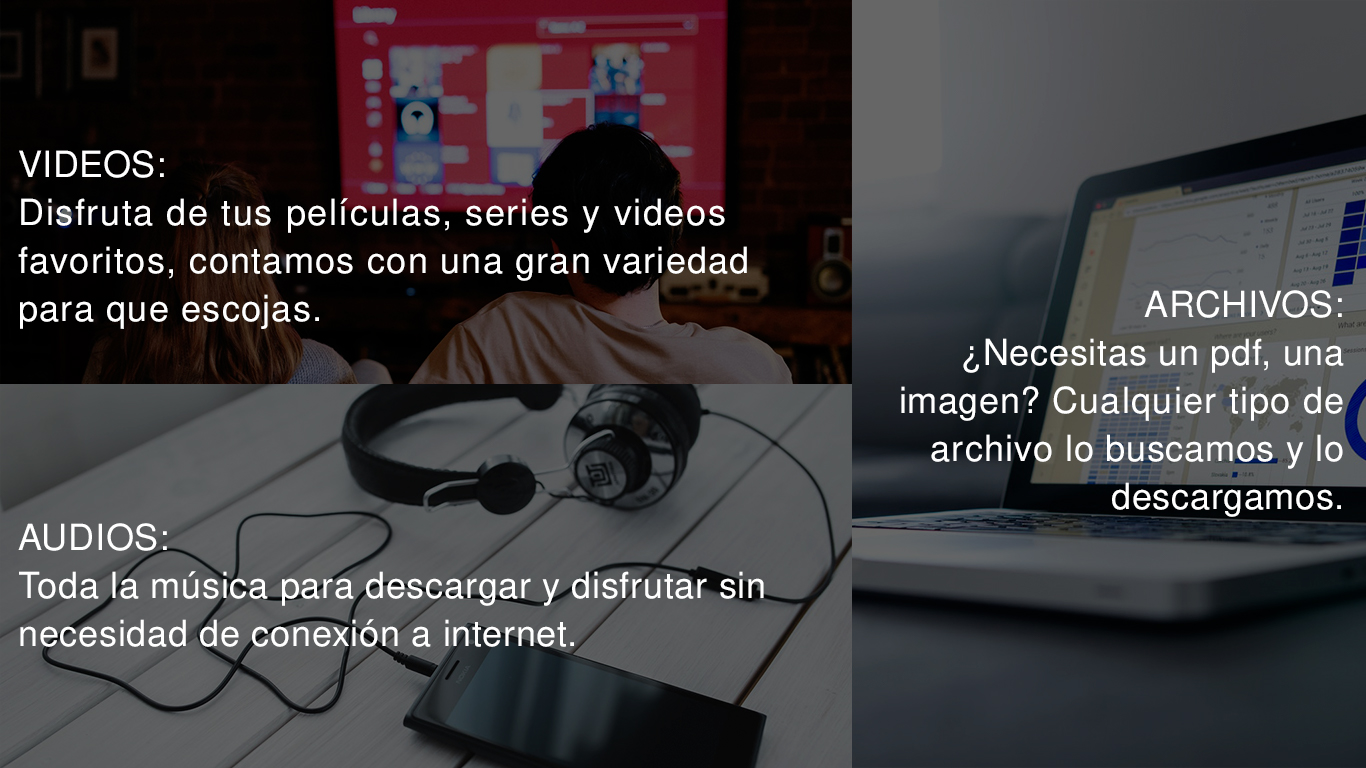 VIDEOS:
Disfruta de tus películas, series y videos
favoritos, contamos con una gran variedad
para que escojas.
AUDIOS:
Toda la música para descargar y disfrutar sin
necesidad de conexión a internet.
ARCHIVOS:
¿Necesitas un pdf, una
imagen? Cualquier tipo de
archivo lo buscamos y lo
descargamos.